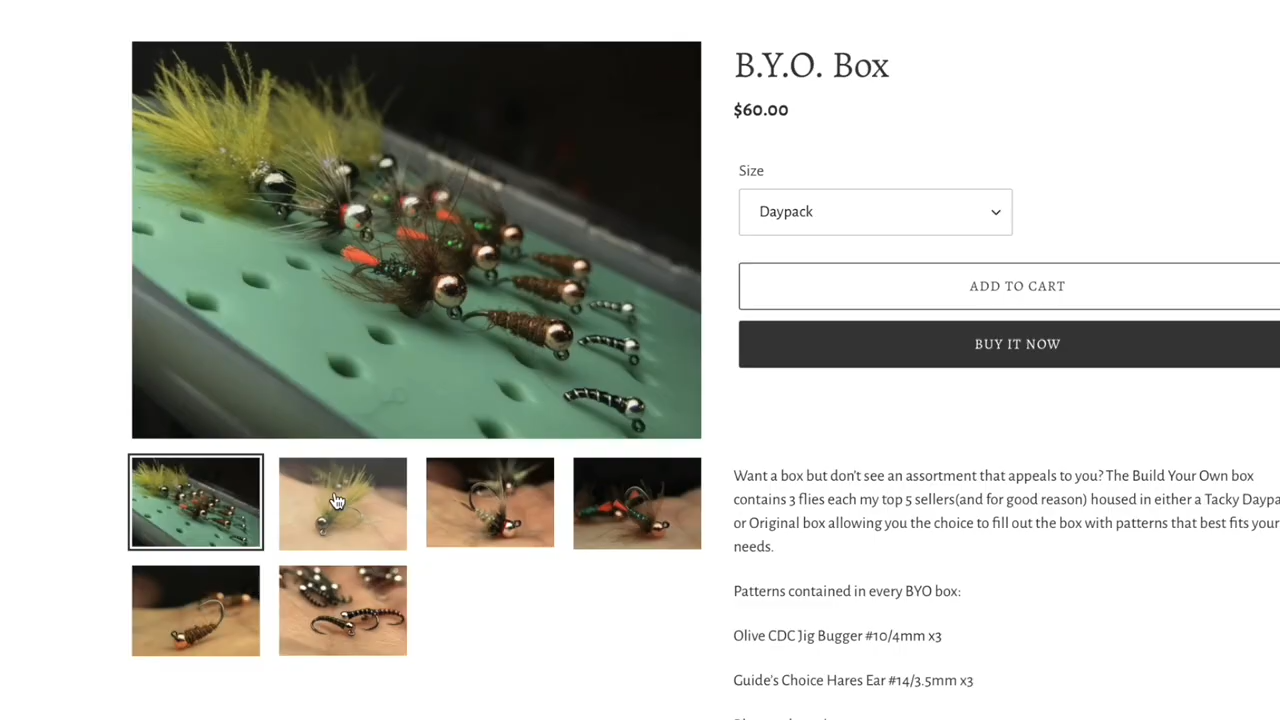 B.Y.O. Box
$60.00
Size
Daypack
ADD TO CART
BUY IT NOW
Want a box but don't see an assortment that appeals to you? The Build Your Own box
contains 3 flies each my top 5 sellers(and for good reason) housed in either a Tacky Daypa
or Original box allowing you the choice to fill out the box with patterns that best fits your
needs.
Patterns contained in every BYO box:
Olive CDC Jig Bugger #10/4mm x3
Guide's Choice Hares Ear #14/3.5mm x3